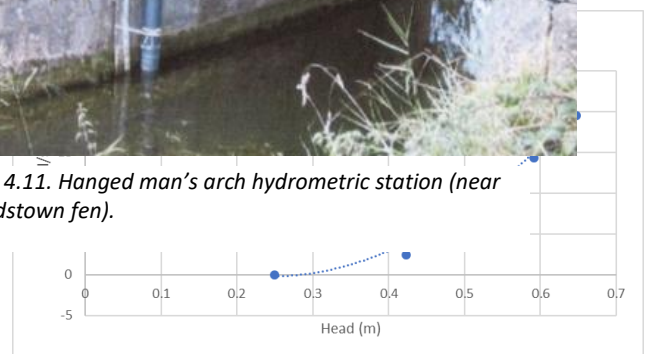 4.11. Hanged man's arch hydrometric station (near
dstown fen).
0
0 0.1 0.2 0.3 0.4 0.5 0.6 0.7
-5
Head (m)